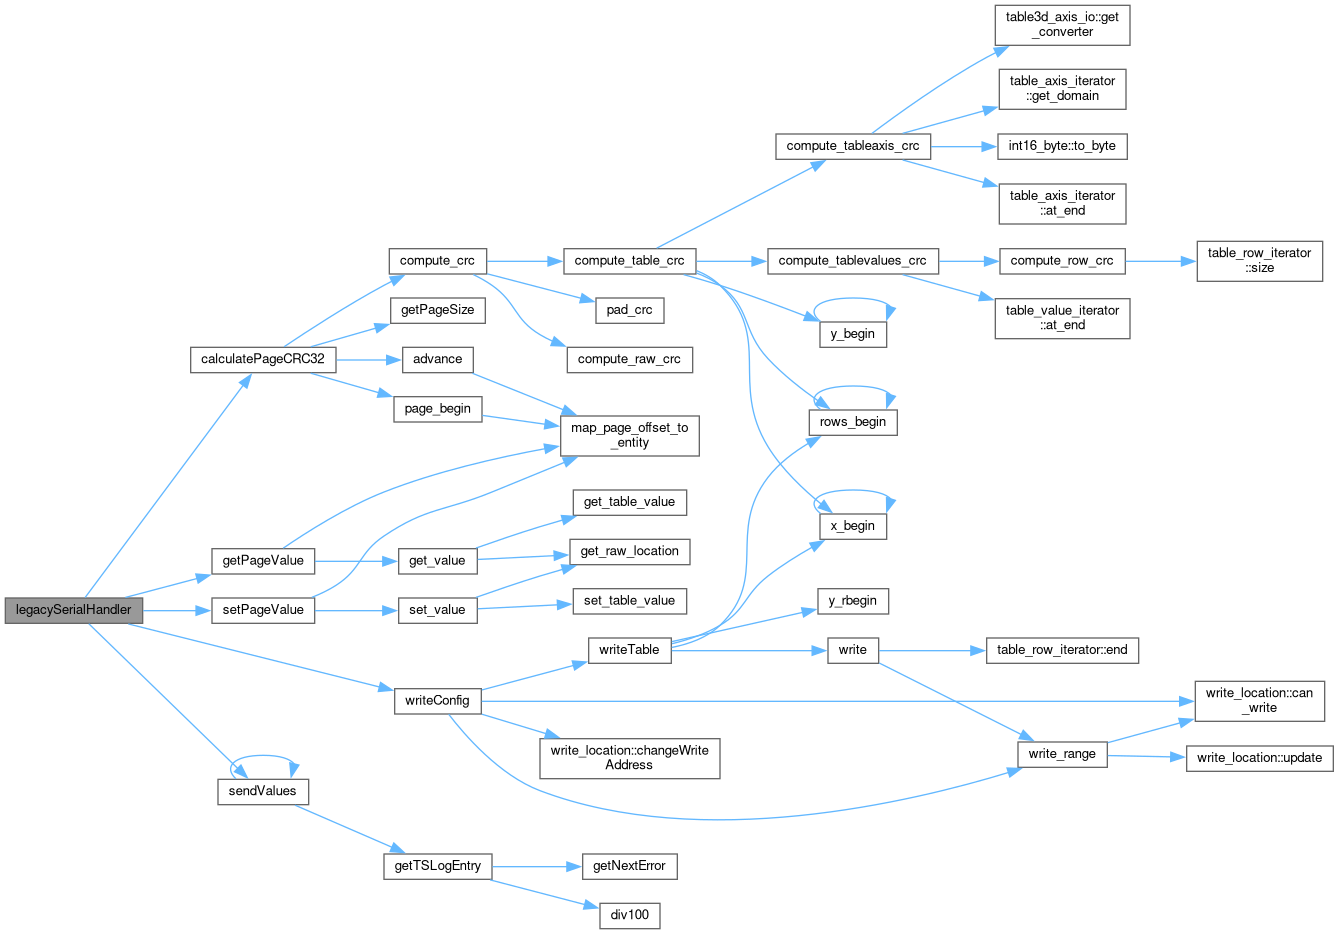 table3d_axis_io::get
_converter
table_axis_iterator
::get_domain
compute_tableaxis_crc
int16_byte::to_byte
table_axis_iterator
::at_end
compute_crc
compute_table_crc
compute_tablevalues_crc
compute_row_crc
table_row_iterator
::size
getPageSize
pad_crc
table_value_iterator
::at_end
y_begin
calculatePageCRC32
advance
compute_raw_crc
page_begin
map_page_offset_to
_entity
rows_begin
get_table_value
x_begin
getPageValue
get_value
get_raw_location
legacySerialHandler
setPageValue
set_value
set_table_value
y_rbegin
writeTable
write
table_row_iterator::end
writeConfig
write_location::can
_write
write_location::changeWrite
Address
write_range
write_location::update
sendValues
getTSLogEntry
getNextError
div100